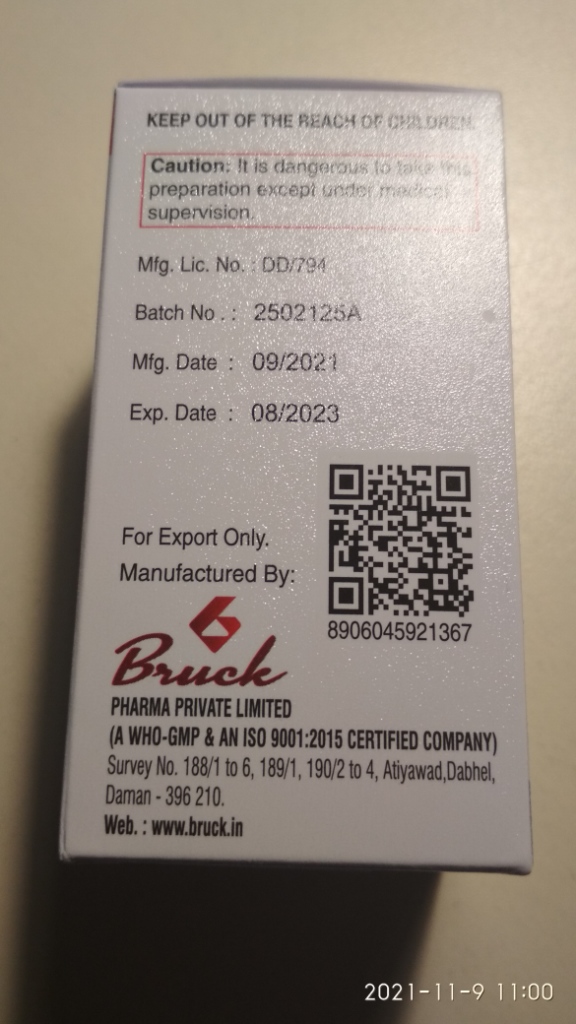 KEEP OUT OF THE REACH OF CHILDREN.
Caution: It is dangerous to take this
preparation except under medical
supervision.
Mfg. Lic. No. : DD/794
Batch No . : 2502125A
Mfg. Date : 09/2021
Exp. Date : 08/2023
For Export Only.
Manufactured By:
8906045921367
Bruck
PHARMA PRIVATE LIMITED
(A WHO-GMP & AN ISO 9001:2015 CERTIFIED COMPANY)
Survey No. 188/1 to 6, 189/1, 190/2 to 4, Atiyawad,Dabhel,
Daman - 396 210.
Web. : www.bruck.in
2021-11-9 11:00